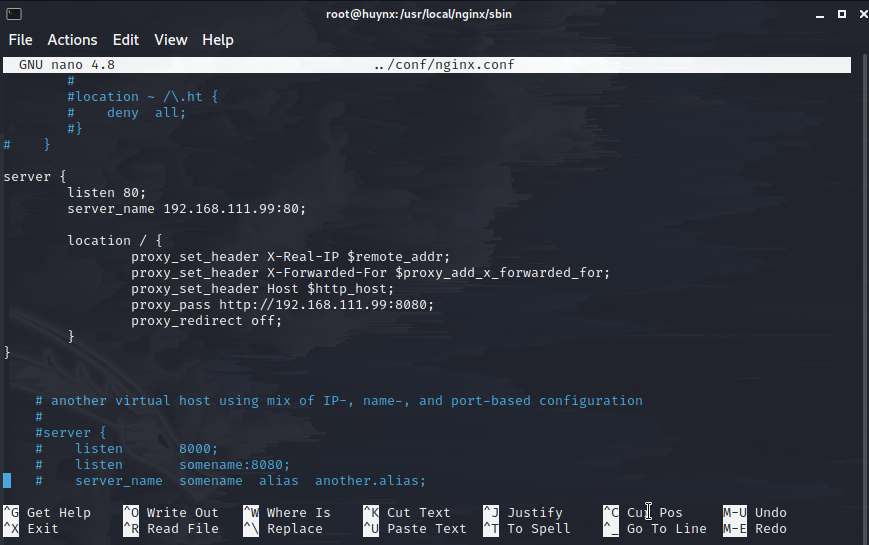 root@huynx: /usr/local/nginx/sbin
File Actions Edit View Help
GNU nano 4.8 ../conf/nginx.conf
#
#location ~ /\.ht {
#    deny  all;
#}
#    }
server {
listen 80;
server_name 192.168.111.99:80;
location / {
proxy_set_header X-Real-IP $remote_addr;
proxy_set_header X-Forwarded-For $proxy_add_x_forwarded_for;
proxy_set_header Host $http_host;
proxy_pass http://192.168.111.99:8080;
proxy_redirect off;
}
}
# another virtual host using mix of IP-, name-, and port-based configuration
#
#server {
#    listen       8000;
#    listen       somename:8080;
#    server_name  somename  alias  another.alias;
^G Get Help ^O Write Out ^W Where Is ^K Cut Text ^J Justify ^C Cur Pos M-U Undo
^X Exit ^R Read File ^\ Replace ^U Paste Text ^T To Spell ^_ Go To Line M-E Redo